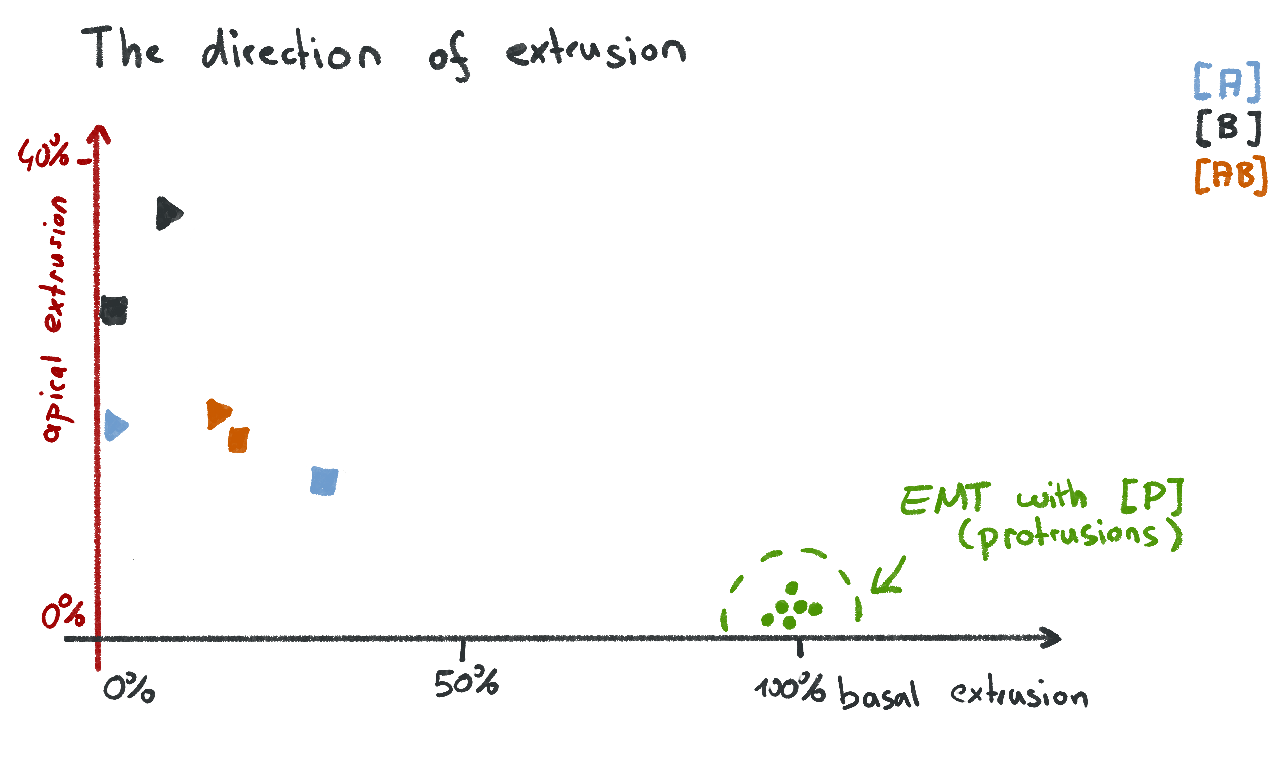 The direction of extrusion
[A]
[B]
[AB]
40%
apical extrusion
EMT with [P]
(protrusions)
0%
0%
50%
100%
basal extrusion